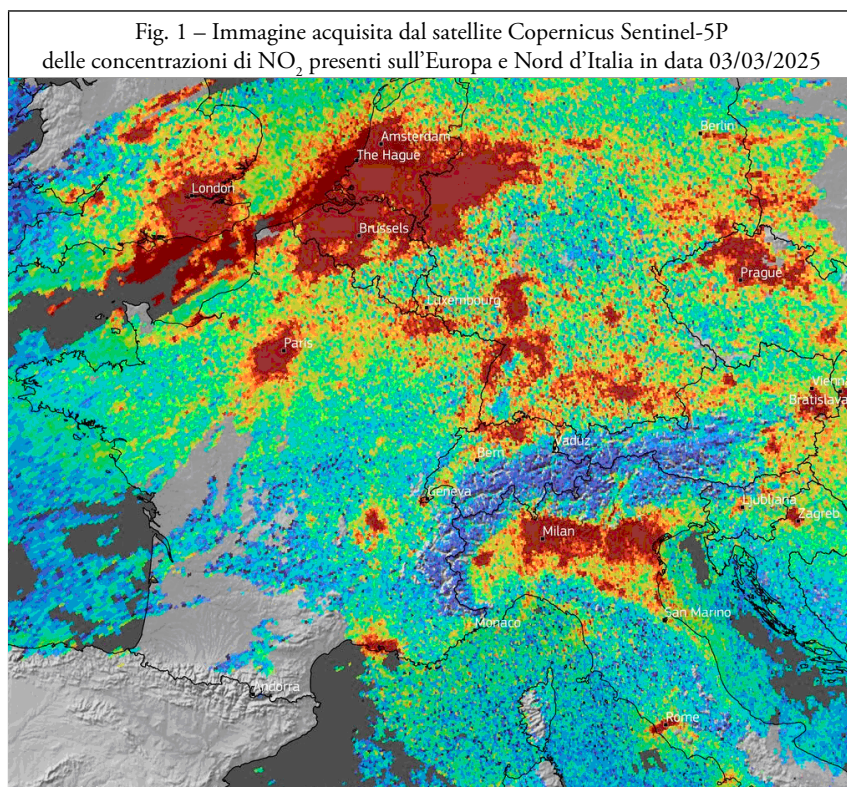 Fig. 1 – Immagine acquisita dal satellite Copernicus Sentinel-5P
delle concentrazioni di NO₂ presenti sull’Europa e Nord d’Italia in data 03/03/2025
Berlin
Amsterdam
The Hague
London
Brussels
Prague
Luxembourg
Paris
Vienn
Bratislava
Vaduz
Bern
Geneva
Ljubljana
Zagreb
Milan
San Marino
Monaco
Andorra
Rome